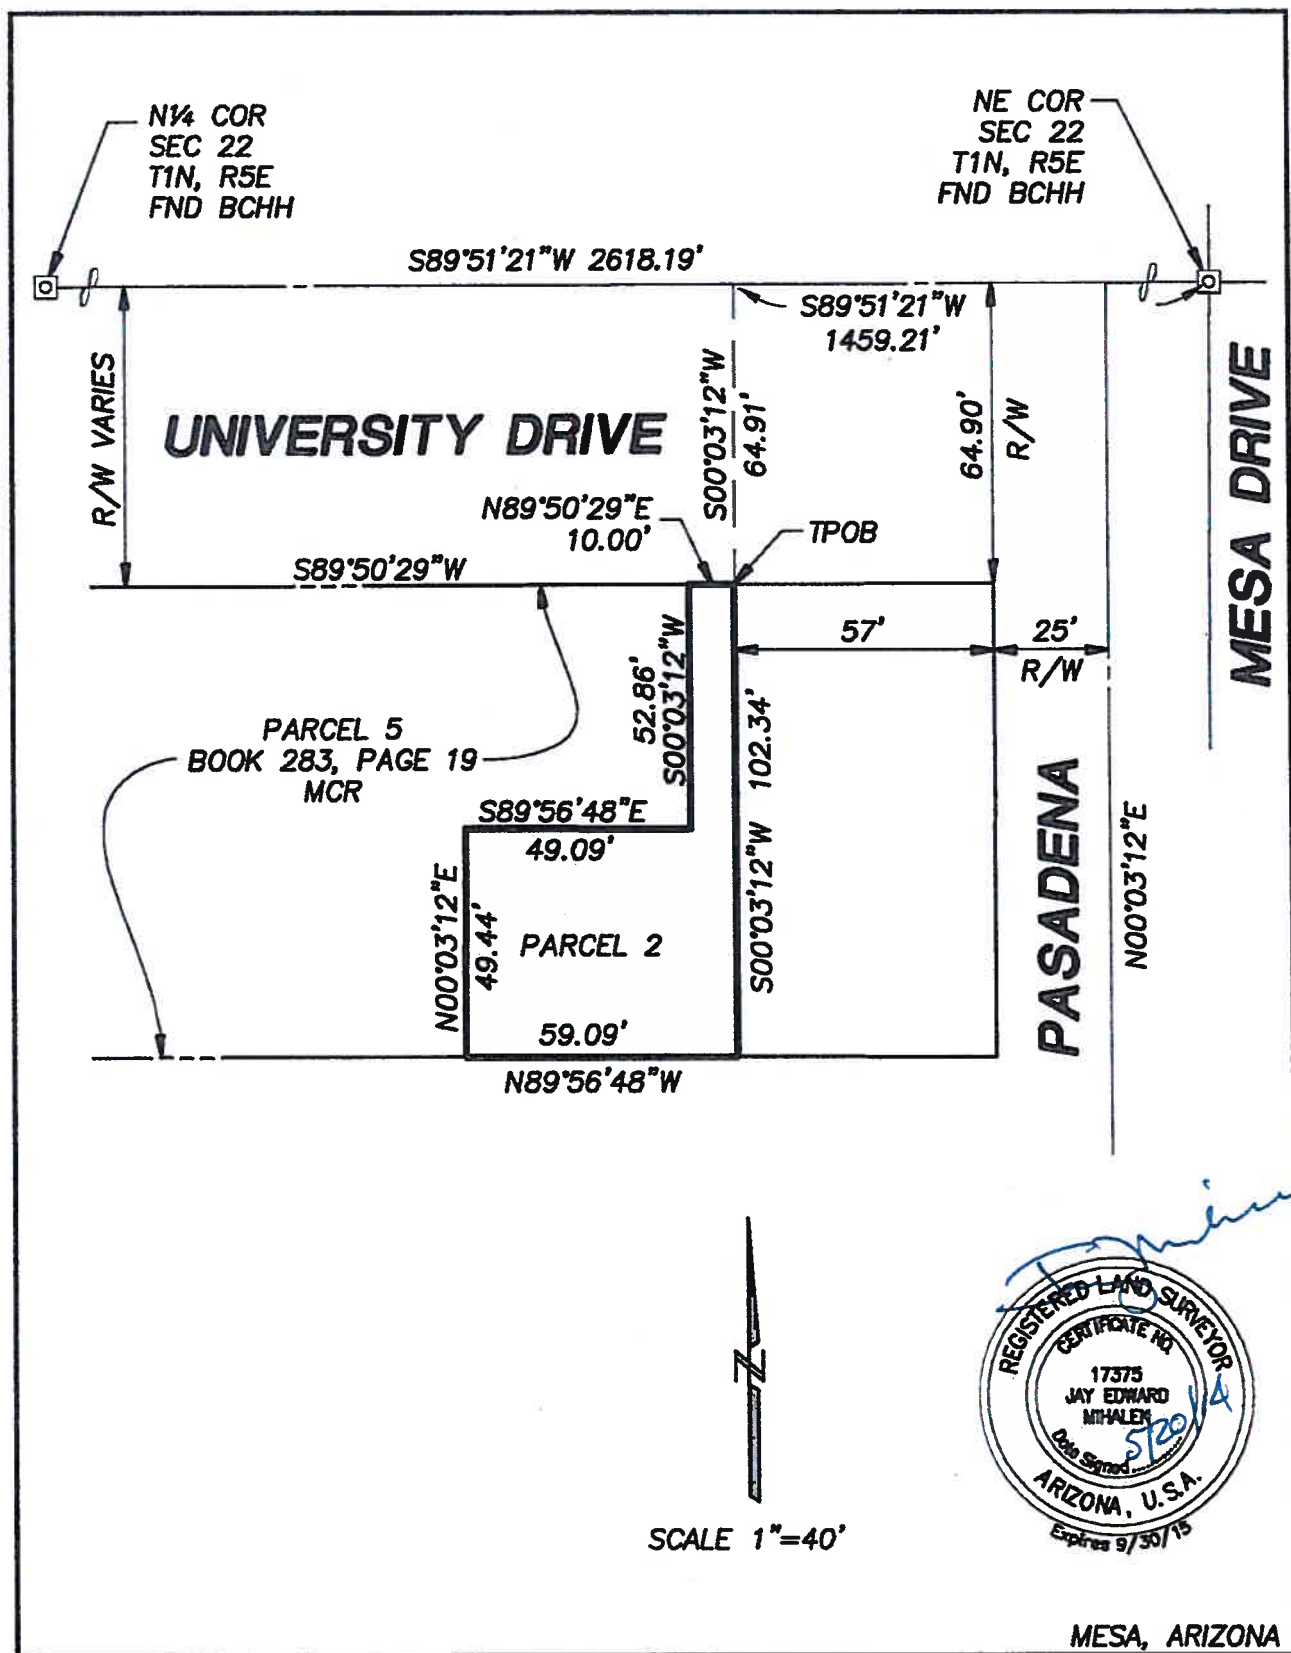 N¼ COR
SEC 22
T1N, R5E
FND BCHH
NE COR
SEC 22
T1N, R5E
FND BCHH
S89°51'21"W 2618.19'
S89°51'21"W
1459.21'
R/W VARIES
UNIVERSITY DRIVE
S00°03'12"W
64.91'
64.90'
R/W
MESA DRIVE
N89°50'29"E
10.00'
TPOB
S89°50'29"W
57'
25'
R/W
52.86'
S00°03'12"W
S00°03'12"W 102.34'
PARCEL 5
BOOK 283, PAGE 19
MCR
S89°56'48"E
49.09'
N00°03'12"E
49.44'
PARCEL 2
PASADENA
N00°03'12"E
59.09'
N89°56'48"W
REGISTERED LAND SURVEYOR
CERTIFICATE NO.
17375
JAY EDWARD
MIHALEK
5/20/14
Date Signed..........
ARIZONA, U.S.A.
Expires 9/30/15
SCALE 1"=40'
MESA, ARIZONA